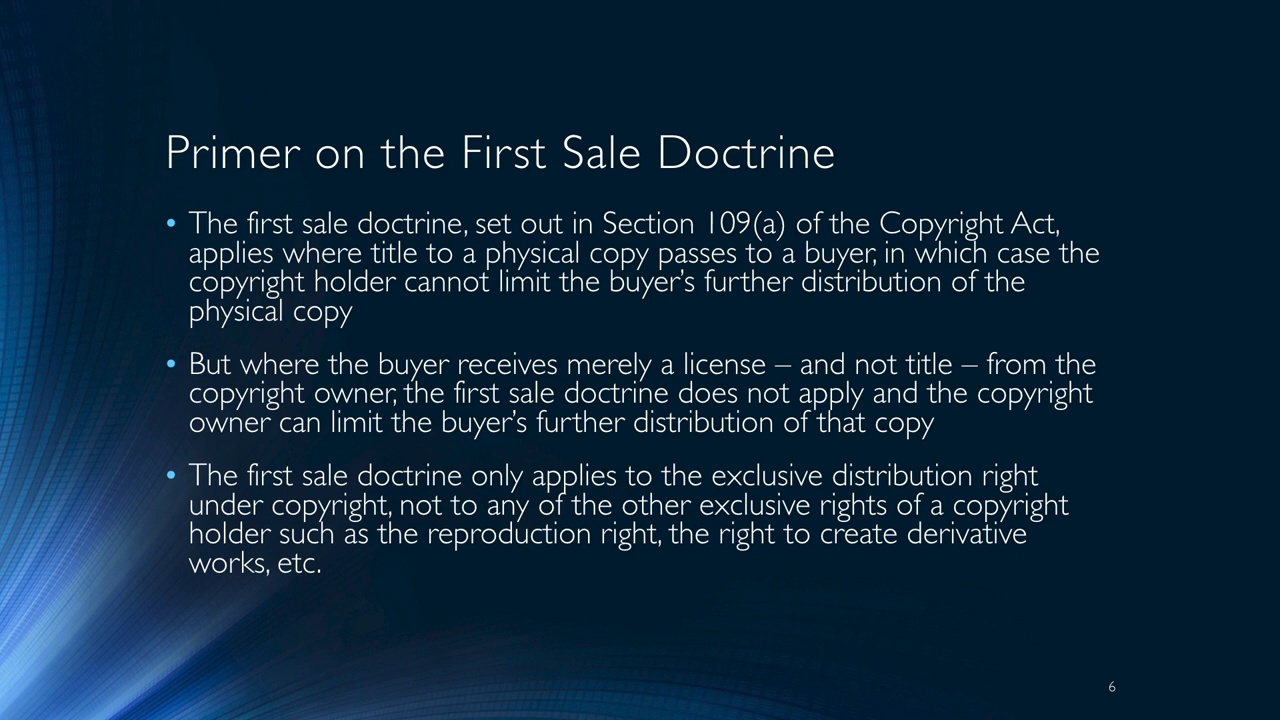 Primer on the First Sale Doctrine
• The first sale doctrine, set out in Section 109(a) of the Copyright Act,
applies where title to a physical copy passes to a buyer, in which case the
copyright holder cannot limit the buyer’s further distribution of the
physical copy
• But where the buyer receives merely a license – and not title – from the
copyright owner, the first sale doctrine does not apply and the copyright
owner can limit the buyer’s further distribution of that copy
• The first sale doctrine only applies to the exclusive distribution right
under copyright, not to any of the other exclusive rights of a copyright
holder such as the reproduction right, the right to create derivative
works, etc.
6